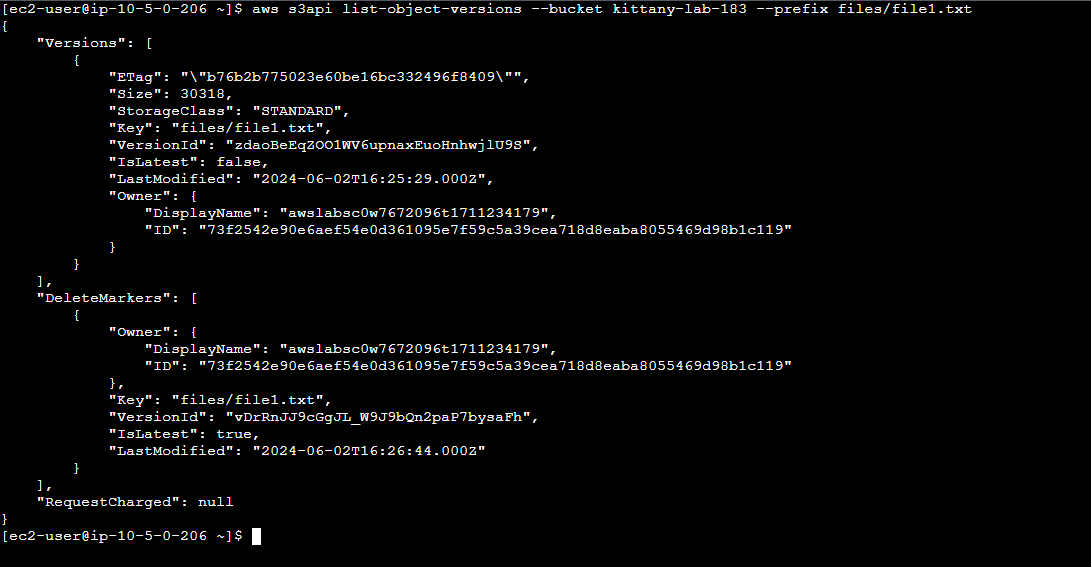 [ec2-user@ip-10-5-0-206 ~]$ aws s3api list-object-versions --bucket kittany-lab-183 --prefix files/file1.txt
{
    "Versions": [
        {
            "ETag": "\"b76b2b775023e60be16bc332496f8409\"",
            "Size": 30318,
            "StorageClass": "STANDARD",
            "Key": "files/file1.txt",
            "VersionId": "zdaoBeEqZOO1WV6upnaxEuoHnhwjlU9S",
            "IsLatest": false,
            "LastModified": "2024-06-02T16:25:29.000Z",
            "Owner": {
                "DisplayName": "awslabsc0w7672096t1711234179",
                "ID": "73f2542e90e6aef54e0d361095e7f59c5a39cea718d8eaba8055469d98b1c119"
            }
        }
    ],
    "DeleteMarkers": [
        {
            "Owner": {
                "DisplayName": "awslabsc0w7672096t1711234179",
                "ID": "73f2542e90e6aef54e0d361095e7f59c5a39cea718d8eaba8055469d98b1c119"
            },
            "Key": "files/file1.txt",
            "VersionId": "vDrRnJJ9cGgJL_W9J9bQn2paP7bysaFh",
            "IsLatest": true,
            "LastModified": "2024-06-02T16:26:44.000Z"
        }
    ],
    "RequestCharged": null
}
[ec2-user@ip-10-5-0-206 ~]$